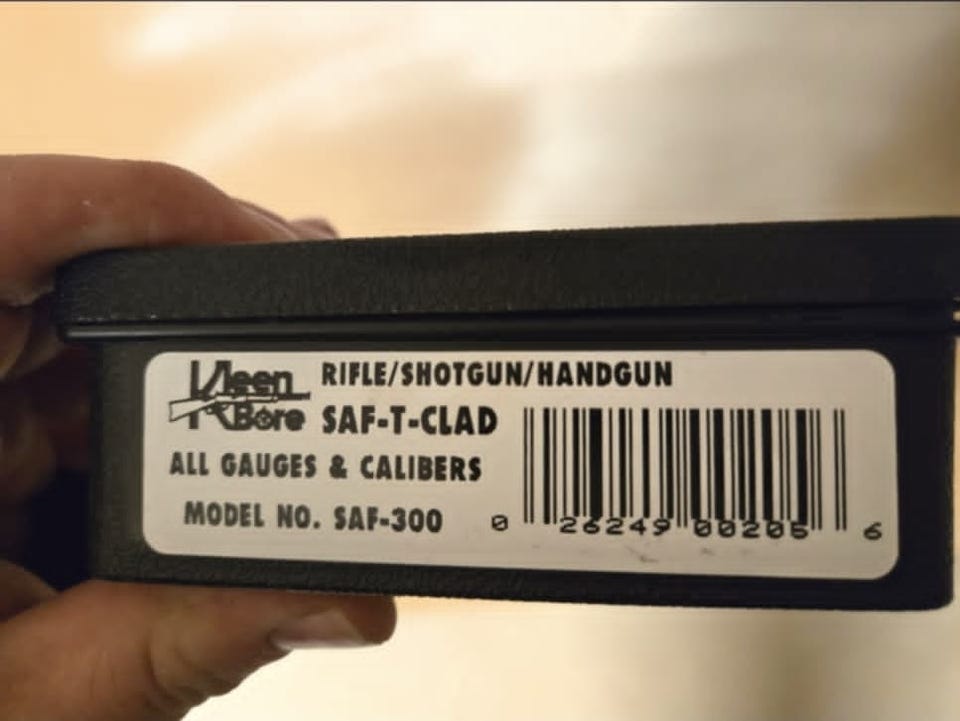 Kleen
Bore
RIFLE/SHOTGUN/HANDGUN
SAF-T-CLAD
ALL GAUGES & CALIBERS
MODEL NO. SAF-300
0 26249 00205 6